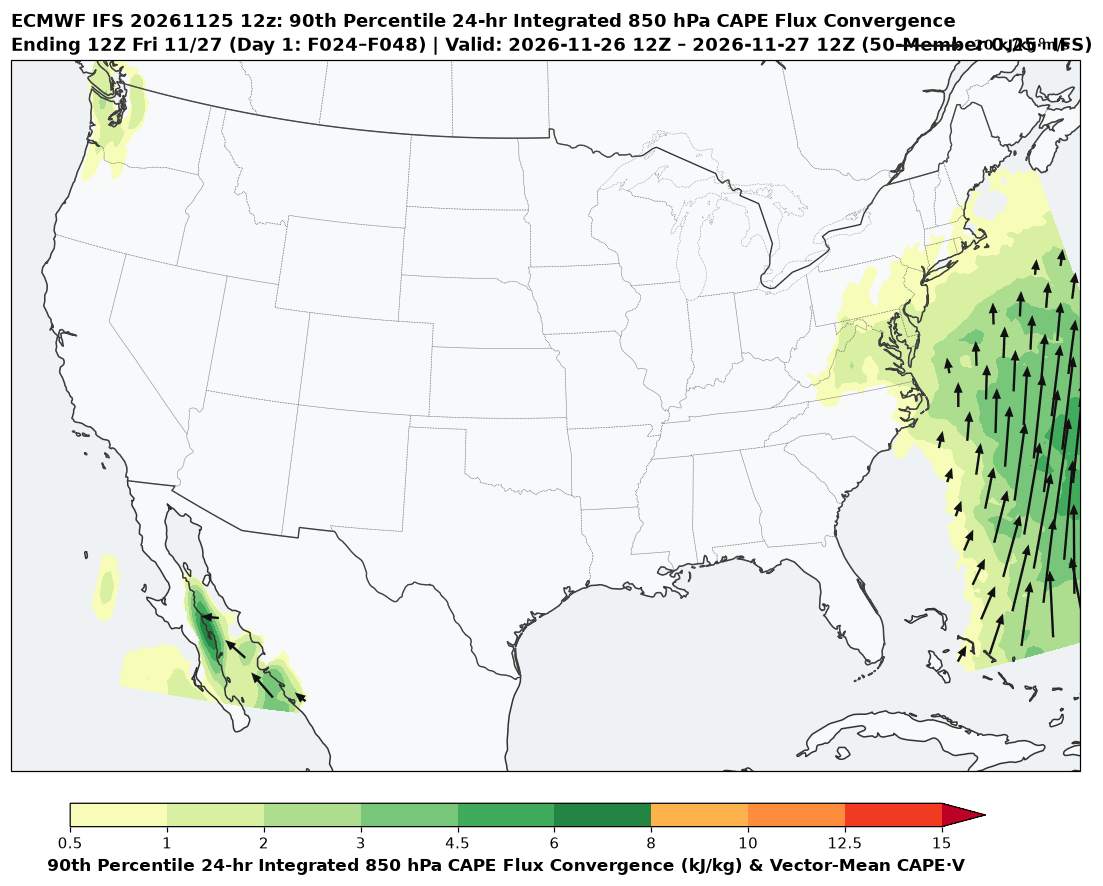 ECMWF IFS 20261125 12z: 90th Percentile 24-hr Integrated 850 hPa CAPE Flux Convergence
Ending 12Z Fri 11/27 (Day 1: F024–F048) | Valid: 2026-11-26 12Z – 2026-11-27 12Z (50-Member 0.25° IFS)
0.5 1 2 3 4.5 6 8 10 12.5 15
90th Percentile 24-hr Integrated 850 hPa CAPE Flux Convergence (kJ/kg) & Vector-Mean CAPE·V